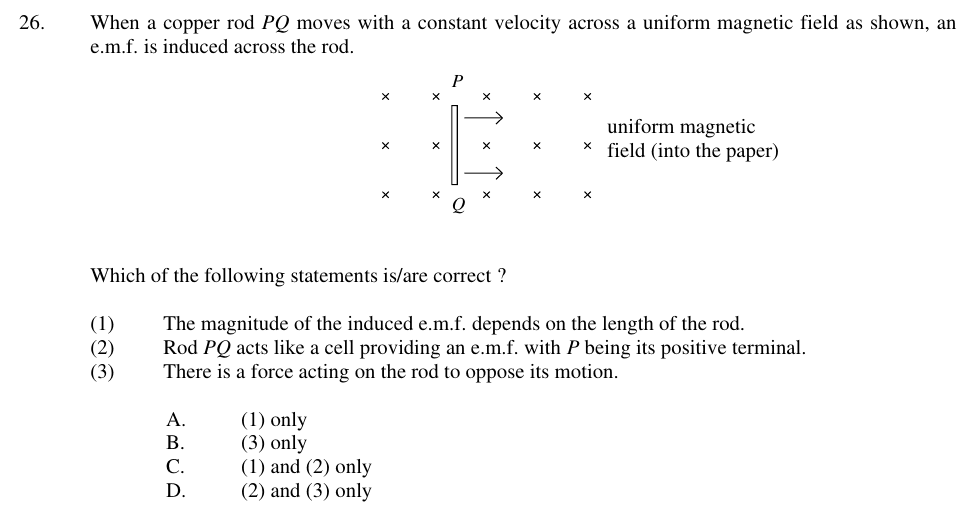 26. When a copper rod PQ moves with a constant velocity across a uniform magnetic field as shown, an
e.m.f. is induced across the rod.
P
× × × × ×
uniform magnetic
× × × × × field (into the paper)
× × × × ×
Q
Which of the following statements is/are correct ?
(1) The magnitude of the induced e.m.f. depends on the length of the rod.
(2) Rod PQ acts like a cell providing an e.m.f. with P being its positive terminal.
(3) There is a force acting on the rod to oppose its motion.
A. (1) only
B. (3) only
C. (1) and (2) only
D. (2) and (3) only